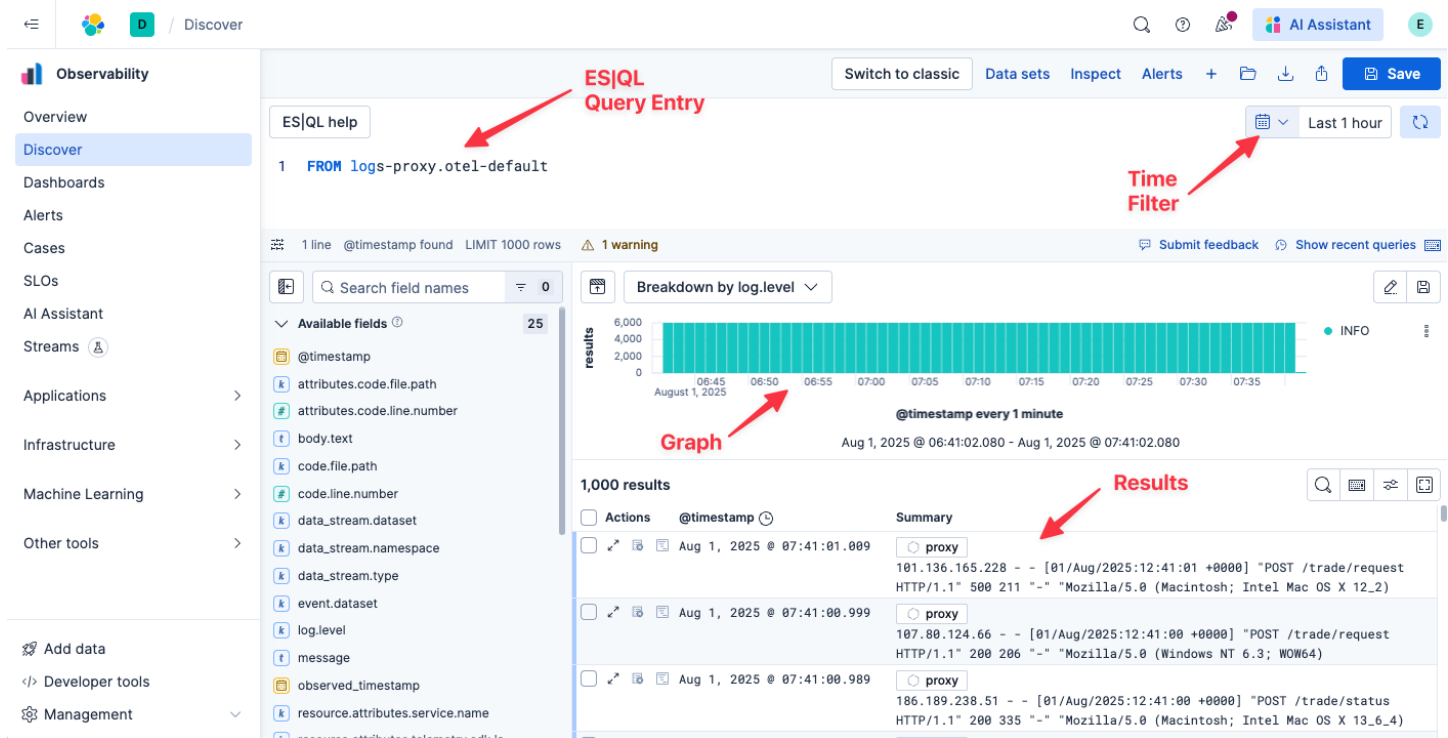 D / Discover
AI Assistant
E
Observability
Overview
Discover
Dashboards
Alerts
Cases
SLOs
AI Assistant
Streams
Applications
Infrastructure
Machine Learning
Other tools
Add data
</> Developer tools
Management
Switch to classic
Data sets
Inspect
Alerts
+
Save
ES|QL
Query Entry
ES|QL help
Last 1 hour
1 FROM logs-proxy.otel-default
Time
Filter
1 line @timestamp found LIMIT 1000 rows 1 warning
Submit feedback
Show recent queries
Search field names
0
Available fields
25
@timestamp
k attributes.code.file.path
# attributes.code.line.number
t body.text
k code.file.path
# code.line.number
k data_stream.dataset
k data_stream.namespace
k data_stream.type
k event.dataset
k log.level
t message
observed_timestamp
k resource.attributes.service.name
Breakdown by log.level
results
6,000
4,000
2,000
0
06:45 06:50 06:55 07:00 07:05 07:10 07:15 07:20 07:25 07:30 07:35
August 1, 2025
INFO
@timestamp every 1 minute
Graph
Aug 1, 2025 @ 06:41:02.080 - Aug 1, 2025 @ 07:41:02.080
1,000 results
Results
Actions @timestamp Summary
Aug 1, 2025 @ 07:41:01.009
proxy
101.136.165.228 - - [01/Aug/2025:12:41:01 +0000] "POST /trade/request
HTTP/1.1" 500 211 "-" "Mozilla/5.0 (Macintosh; Intel Mac OS X 12_2)
Aug 1, 2025 @ 07:41:00.999
proxy
107.80.124.66 - - [01/Aug/2025:12:41:00 +0000] "POST /trade/request
HTTP/1.1" 200 206 "-" "Mozilla/5.0 (Windows NT 6.3; WOW64)
Aug 1, 2025 @ 07:41:00.989
proxy
186.189.238.51 - - [01/Aug/2025:12:41:00 +0000] "POST /trade/status
HTTP/1.1" 200 335 "-" "Mozilla/5.0 (Macintosh; Intel Mac OS X 13_6_4)